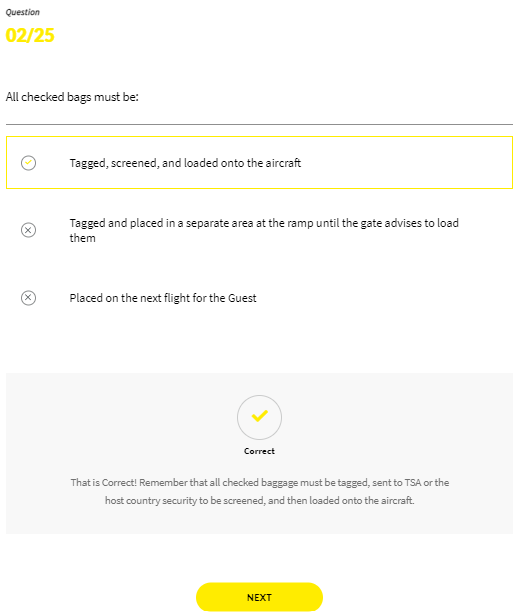 Question
02/25
All checked bags must be:
Tagged, screened, and loaded onto the aircraft
Tagged and placed in a separate area at the ramp until the gate advises to load
them
Placed on the next flight for the Guest
Correct
That is Correct! Remember that all checked baggage must be tagged, sent to TSA or the
host country security to be screened, and then loaded onto the aircraft.
NEXT